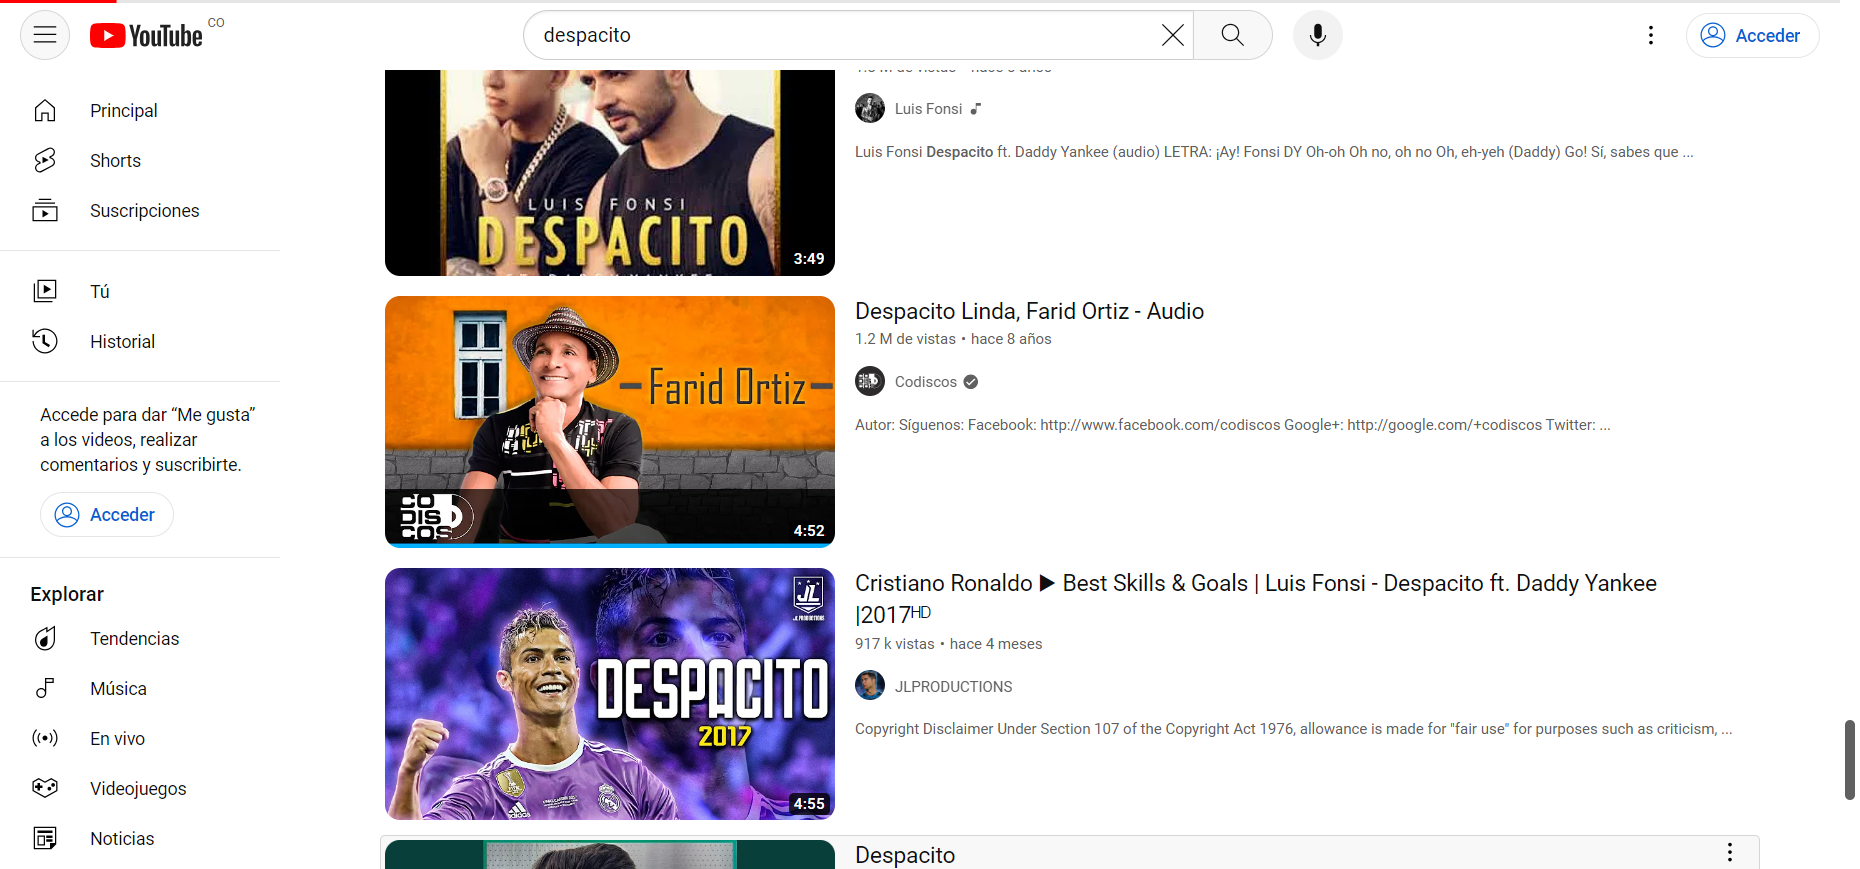 YouTube CO
despacito
Acceder
Principal
Shorts
Suscripciones
Tú
Historial
Accede para dar “Me gusta”
a los videos, realizar
comentarios y suscribirte.
Acceder
Explorar
Tendencias
Música
En vivo
Videojuegos
Noticias
LUIS FONSI
DESPACITO
3:49
Luis Fonsi
Luis Fonsi Despacito ft. Daddy Yankee (audio) LETRA: ¡Ay! Fonsi DY Oh-oh Oh no, oh no Oh, eh-yeh (Daddy) Go! Sí, sabes que ...
Farid Ortiz
CO
DIS
COS
4:52
Despacito Linda, Farid Ortiz - Audio
1.2 M de vistas • hace 8 años
Codiscos
Autor: Síguenos: Facebook: http://www.facebook.com/codiscos Google+: http://google.com/+codiscos Twitter: ...
JL
JLPRODUCTIONS
DESPACITO
2017
4:55
Cristiano Ronaldo ► Best Skills & Goals | Luis Fonsi - Despacito ft. Daddy Yankee
|2017ᴴᴰ
917 k vistas • hace 4 meses
JLPRODUCTIONS
Copyright Disclaimer Under Section 107 of the Copyright Act 1976, allowance is made for "fair use" for purposes such as criticism, ...
Despacito